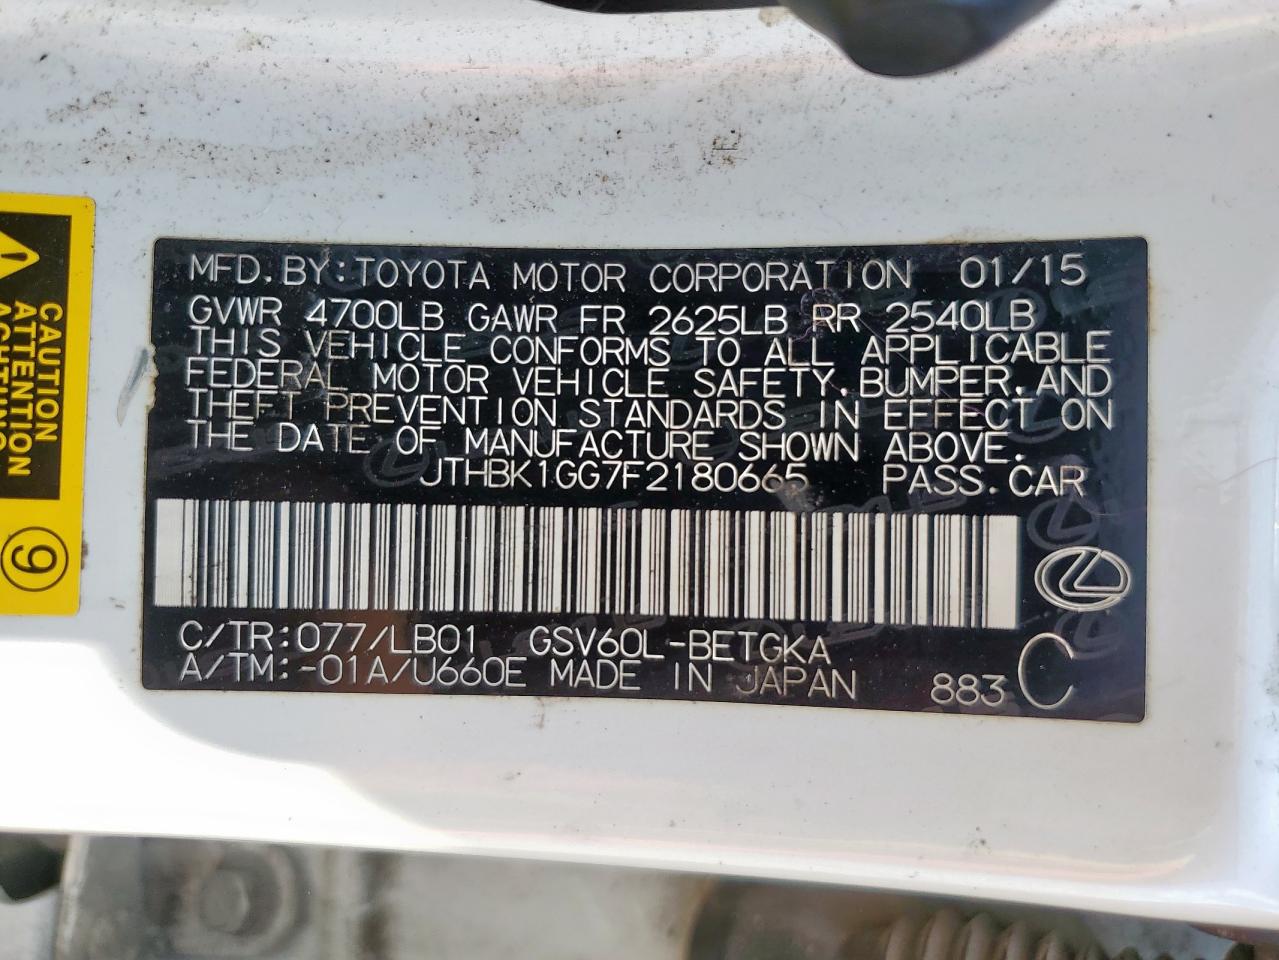 MFD.BY:TOYOTA MOTOR CORPORATION 01/15
GVWR 4700LB GAWR FR 2625LB RR 2540LB
THIS VEHICLE CONFORMS TO ALL APPLICABLE
FEDERAL MOTOR VEHICLE SAFETY,BUMPER,AND
THEFT PREVENTION STANDARDS IN EFFECT ON
THE DATE OF MANUFACTURE SHOWN ABOVE.
JTHBK1GG7F2180665 PASS.CAR
C/TR:077/LB01 GSV60L-BETGKA
A/TM:-01A/U660E MADE IN JAPAN 883 C
CAUTION
ATTENTION
ACHTUNG
9